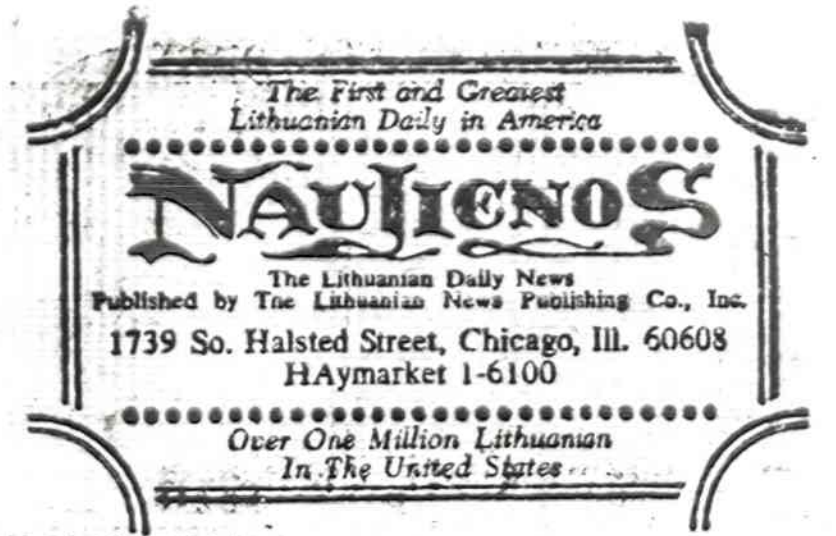 The First and Greatest
Lithuanian Daily in America
NAUJIENOS
The Lithuanian Daily News
Published by The Lithuanian News Publishing Co., Inc.
1739 So. Halsted Street, Chicago, Ill. 60608
HAymarket 1-6100
Over One Million Lithuanian
In The United States